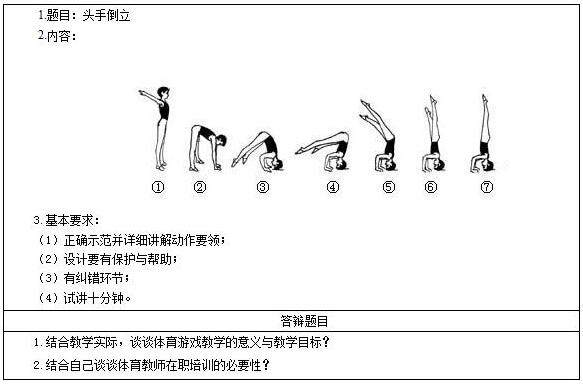 1.题目：头手倒立
2.内容：
① ② ③ ④ ⑤ ⑥ ⑦
3.基本要求：
（1）正确示范并详细讲解动作要领；
（2）设计要有保护与帮助；
（3）有纠错环节；
（4）试讲十分钟。
答辩题目
1.结合教学实际，谈谈体育游戏教学的意义与教学目标？
2.结合自己谈谈体育教师在职培训的必要性？